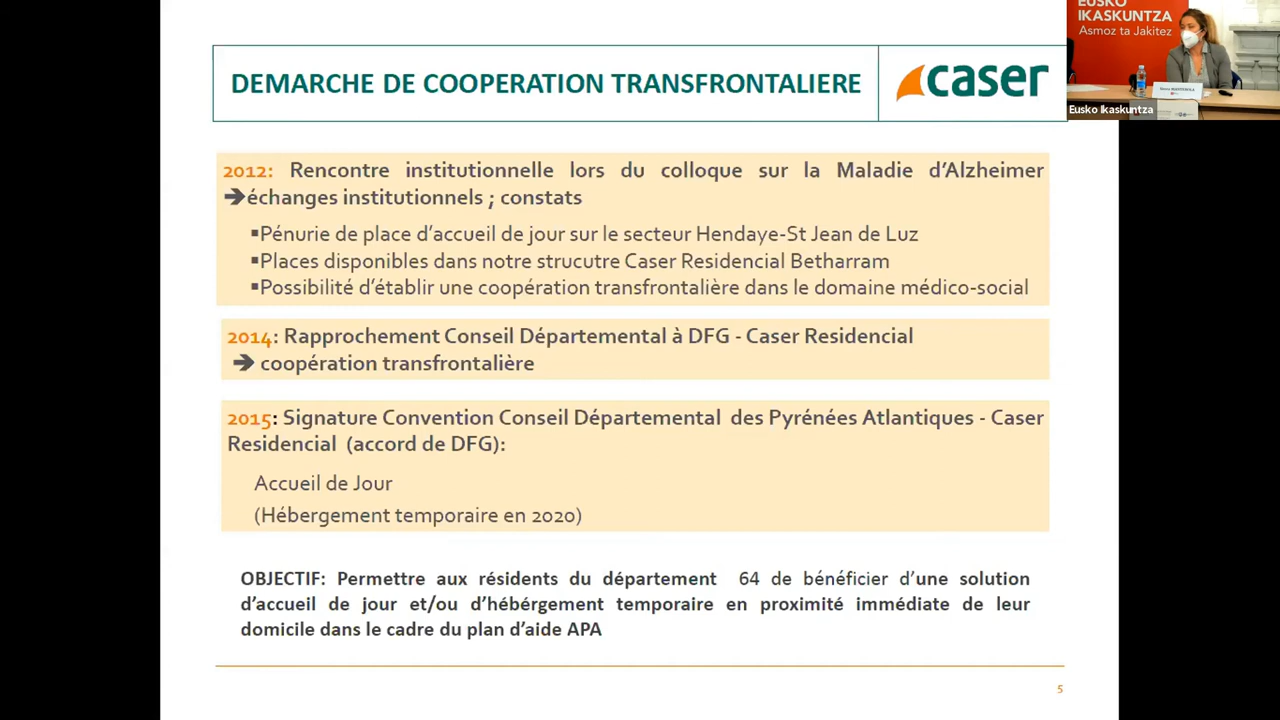 DEMARCHE DE COOPERATION TRANSFRONTALIERE
caser
EUSKO
IKASKUNTZA
Asmoz ta Jakitez
Eusko Ikaskuntza
2012: Rencontre institutionnelle lors du colloque sur la Maladie d'Alzheimer
➔échanges institutionnels ; constats
▪Pénurie de place d'accueil de jour sur le secteur Hendaye-St Jean de Luz
▪Places disponibles dans notre strucutre Caser Residencial Betharram
▪Possibilité d'établir une coopération transfrontalière dans le domaine médico-social
2014: Rapprochement Conseil Départemental à DFG - Caser Residencial
➔ coopération transfrontalière
2015: Signature Convention Conseil Départemental des Pyrénées Atlantiques - Caser
Residencial (accord de DFG):
Accueil de Jour
(Hébergement temporaire en 2020)
OBJECTIF: Permettre aux résidents du département 64 de bénéficier d'une solution
d'accueil de jour et/ou d'hébérgement temporaire en proximité immédiate de leur
domicile dans le cadre du plan d'aide APA
5